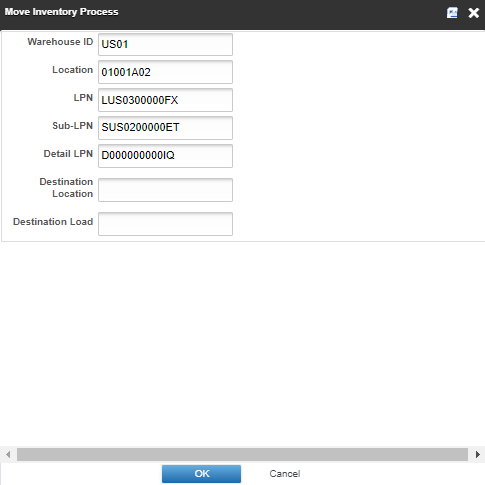 Move Inventory Process
Warehouse ID US01
Location 01001A02
LPN LUS0300000FX
Sub-LPN SUS0200000ET
Detail LPN D000000000IQ
Destination
Location
Destination Load
OK Cancel